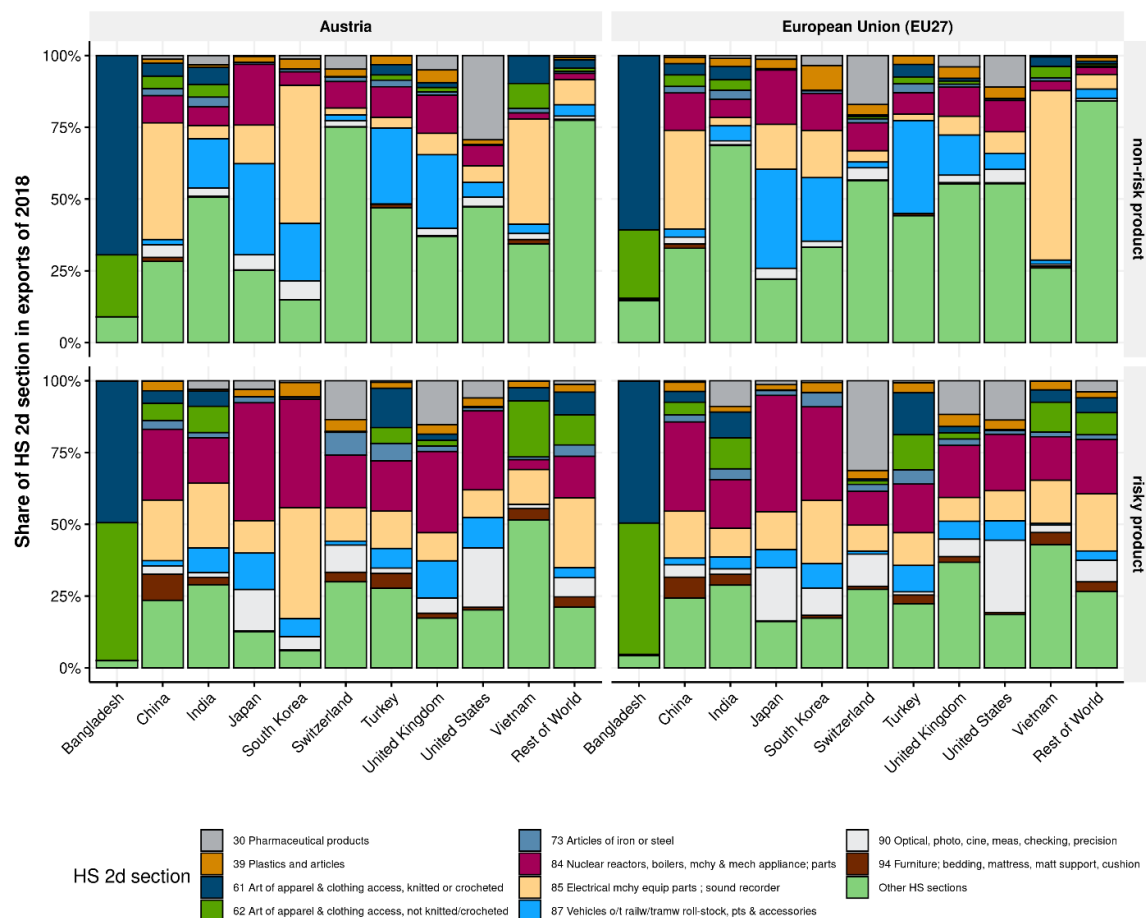 Austria
European Union (EU27)
Share of HS 2d section in exports of 2018
100%
75%
50%
25%
0%
non-risk product
100%
75%
50%
25%
0%
risky product
Bangladesh
China
India
Japan
South Korea
Switzerland
Turkey
United Kingdom
United States
Vietnam
Rest of World
Bangladesh
China
India
Japan
South Korea
Switzerland
Turkey
United Kingdom
United States
Vietnam
Rest of World
HS 2d section
30 Pharmaceutical products
39 Plastics and articles
61 Art of apparel & clothing access, knitted or crocheted
62 Art of apparel & clothing access, not knitted/crocheted
73 Articles of iron or steel
84 Nuclear reactors, boilers, mchy & mech appliance; parts
85 Electrical mchy equip parts ; sound recorder
87 Vehicles o/t railw/tramw roll-stock, pts & accessories
90 Optical, photo, cine, meas, checking, precision
94 Furniture; bedding, mattress, matt support, cushion
Other HS sections